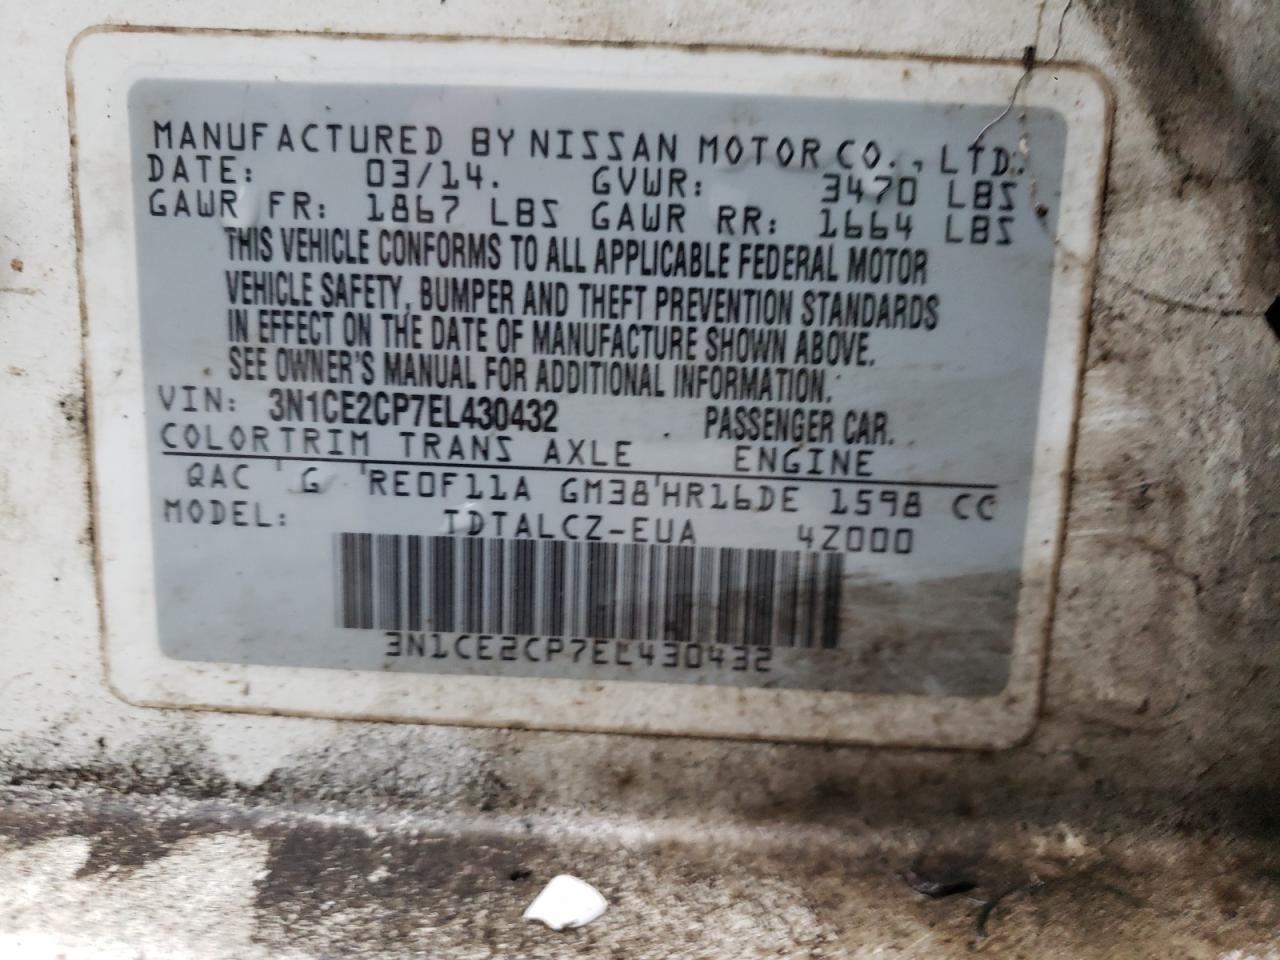 MANUFACTURED BY NISSAN MOTOR CO., LTD.
DATE: 03/14. GVWR: 3470 LBS
GAWR FR: 1867 LBS GAWR RR: 1664 LBS
THIS VEHICLE CONFORMS TO ALL APPLICABLE FEDERAL MOTOR
VEHICLE SAFETY, BUMPER AND THEFT PREVENTION STANDARDS
IN EFFECT ON THE DATE OF MANUFACTURE SHOWN ABOVE.
SEE OWNER'S MANUAL FOR ADDITIONAL INFORMATION.
VIN: 3N1CE2CP7EL430432 PASSENGER CAR.
COLOR TRIM TRANS AXLE ENGINE
QAC G RE0F11A GM38 HR16DE 1598 CC
MODEL: TDTALCZ-EUA 4Z000
3N1CE2CP7EL430432